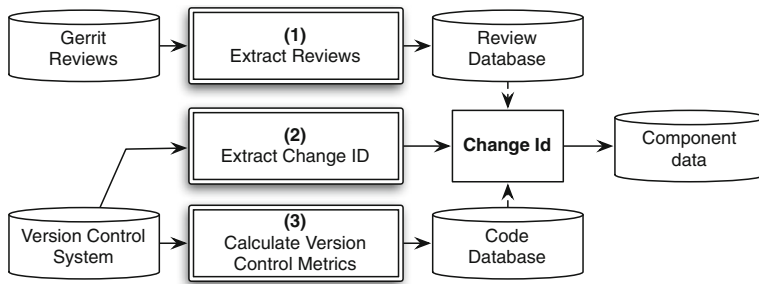 Gerrit
Reviews
(1)
Extract Reviews
Review
Database
(2)
Extract Change ID
Change Id
Component
data
Version Control
System
(3)
Calculate Version
Control Metrics
Code
Database